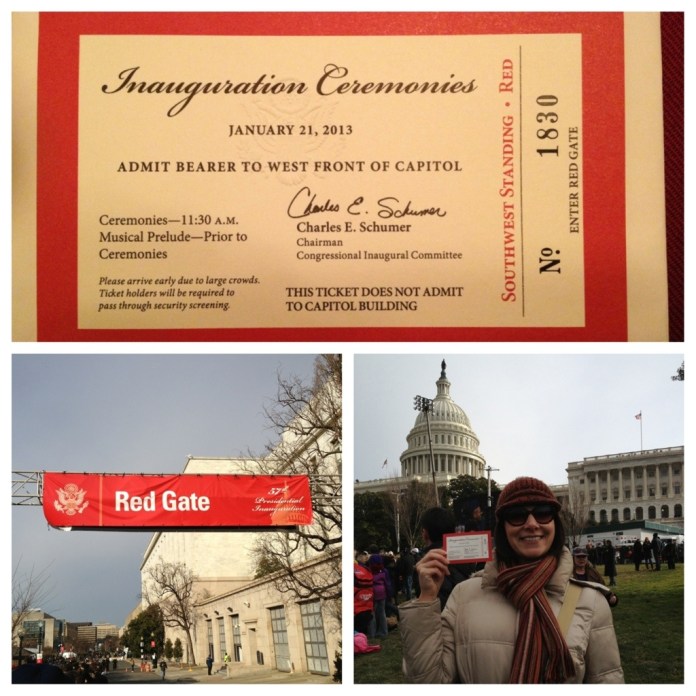 Inauguration Ceremonies
JANUARY 21, 2013
ADMIT BEARER TO WEST FRONT OF CAPITOL
Ceremonies—11:30 A.M.
Musical Prelude—Prior to
Ceremonies
Please arrive early due to large crowds.
Ticket holders will be required to
pass through security screening.
Charles E. Schumer
Charles E. Schumer
Chairman
Congressional Inaugural Committee
THIS TICKET DOES NOT ADMIT
TO CAPITOL BUILDING
SOUTHWEST STANDING • RED
No 1830
ENTER RED GATE
Red Gate
57th
Presidential
Inauguration
Inauguration Ceremonies